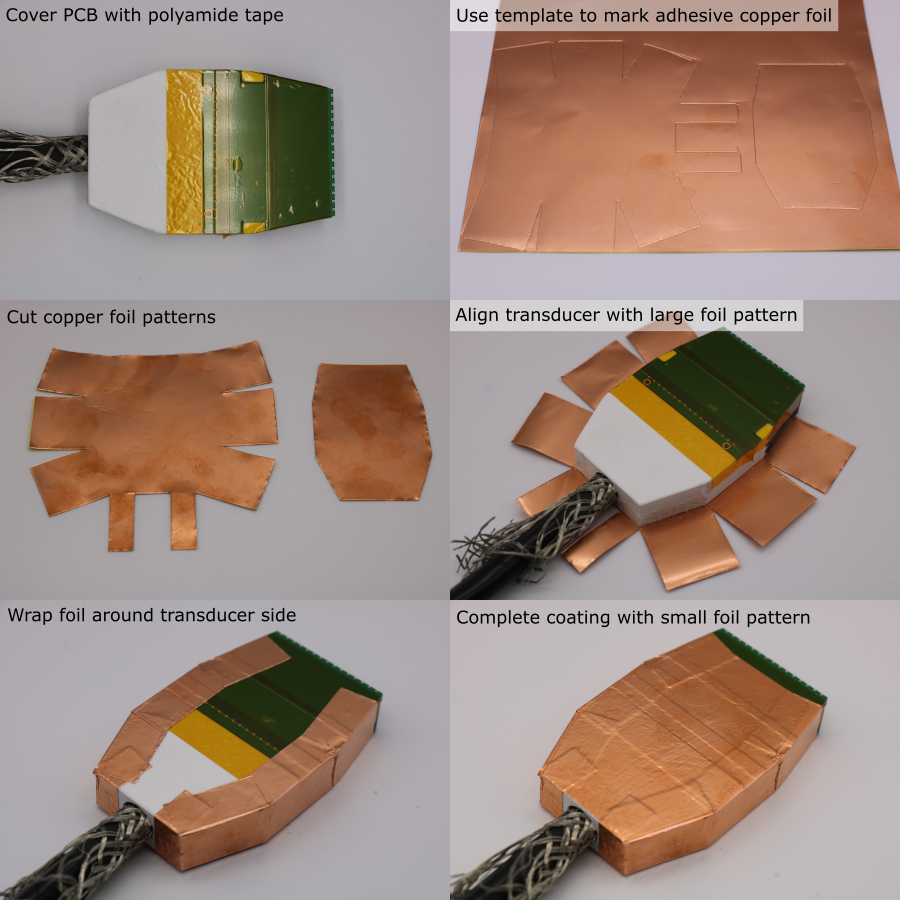 Cover PCB with polyamide tape
Use template to mark adhesive copper foil
Cut copper foil patterns
Align transducer with large foil pattern
Wrap foil around transducer side
Complete coating with small foil pattern